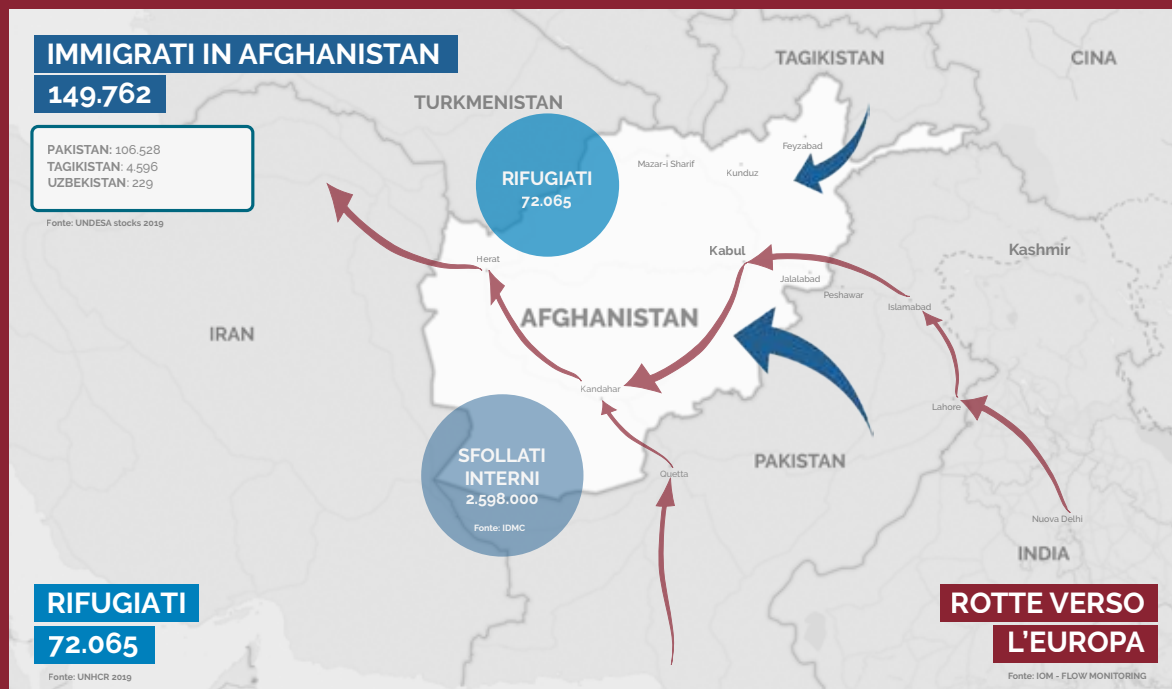 IMMIGRATI IN AFGHANISTAN
149.762
PAKISTAN: 106.528
TAGIKISTAN: 4.596
UZBEKISTAN: 229
Fonte: UNDESA stocks 2019
TURKMENISTAN
TAGIKISTAN
CINA
RIFUGIATI
72.065
Mazar-i Sharif
Kunduz
Feyzabad
Herat
Kabul
Jalalabad
Peshawar
Islamabad
Kashmir
IRAN
AFGHANISTAN
Kandahar
Lahore
SFOLLATI
INTERNI
2.598.000
Fonte: IDMC
Quetta
PAKISTAN
Nuova Delhi
INDIA
RIFUGIATI
72.065
Fonte: UNHCR 2019
ROTTE VERSO
L'EUROPA
Fonte: IOM - FLOW MONITORING